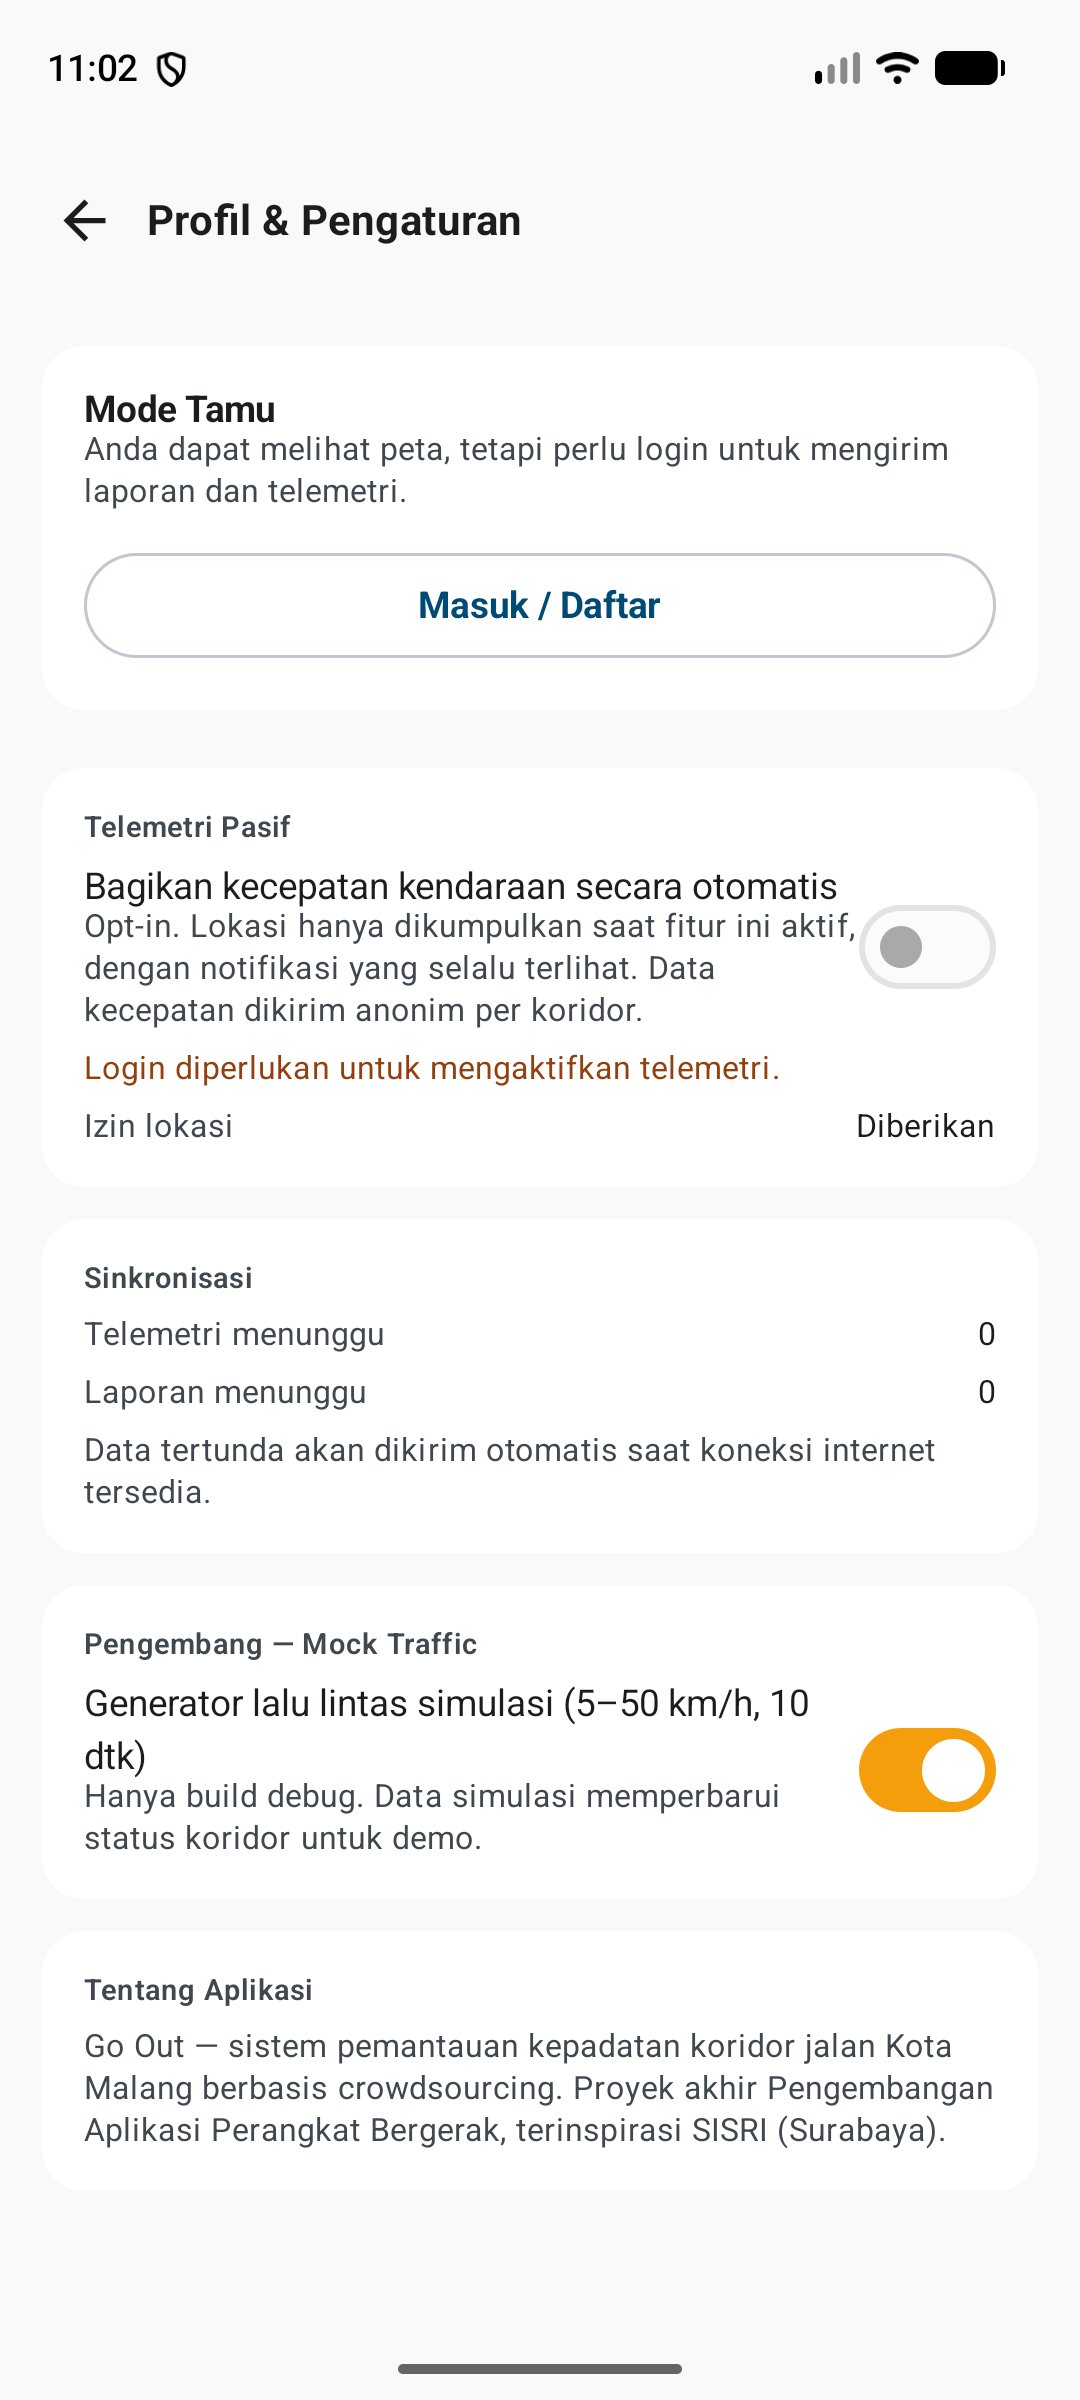 11:02
Profil & Pengaturan
Mode Tamu
Anda dapat melihat peta, tetapi perlu login untuk mengirim
laporan dan telemetri.
Masuk / Daftar
Telemetri Pasif
Bagikan kecepatan kendaraan secara otomatis
Opt-in. Lokasi hanya dikumpulkan saat fitur ini aktif,
dengan notifikasi yang selalu terlihat. Data
kecepatan dikirim anonim per koridor.
Login diperlukan untuk mengaktifkan telemetri.
Izin lokasi Diberikan
Sinkronisasi
Telemetri menunggu 0
Laporan menunggu 0
Data tertunda akan dikirim otomatis saat koneksi internet
tersedia.
Pengembang — Mock Traffic
Generator lalu lintas simulasi (5–50 km/h, 10
dtk)
Hanya build debug. Data simulasi memperbarui
status koridor untuk demo.
Tentang Aplikasi
Go Out — sistem pemantauan kepadatan koridor jalan Kota
Malang berbasis crowdsourcing. Proyek akhir Pengembangan
Aplikasi Perangkat Bergerak, terinspirasi SISRI (Surabaya).